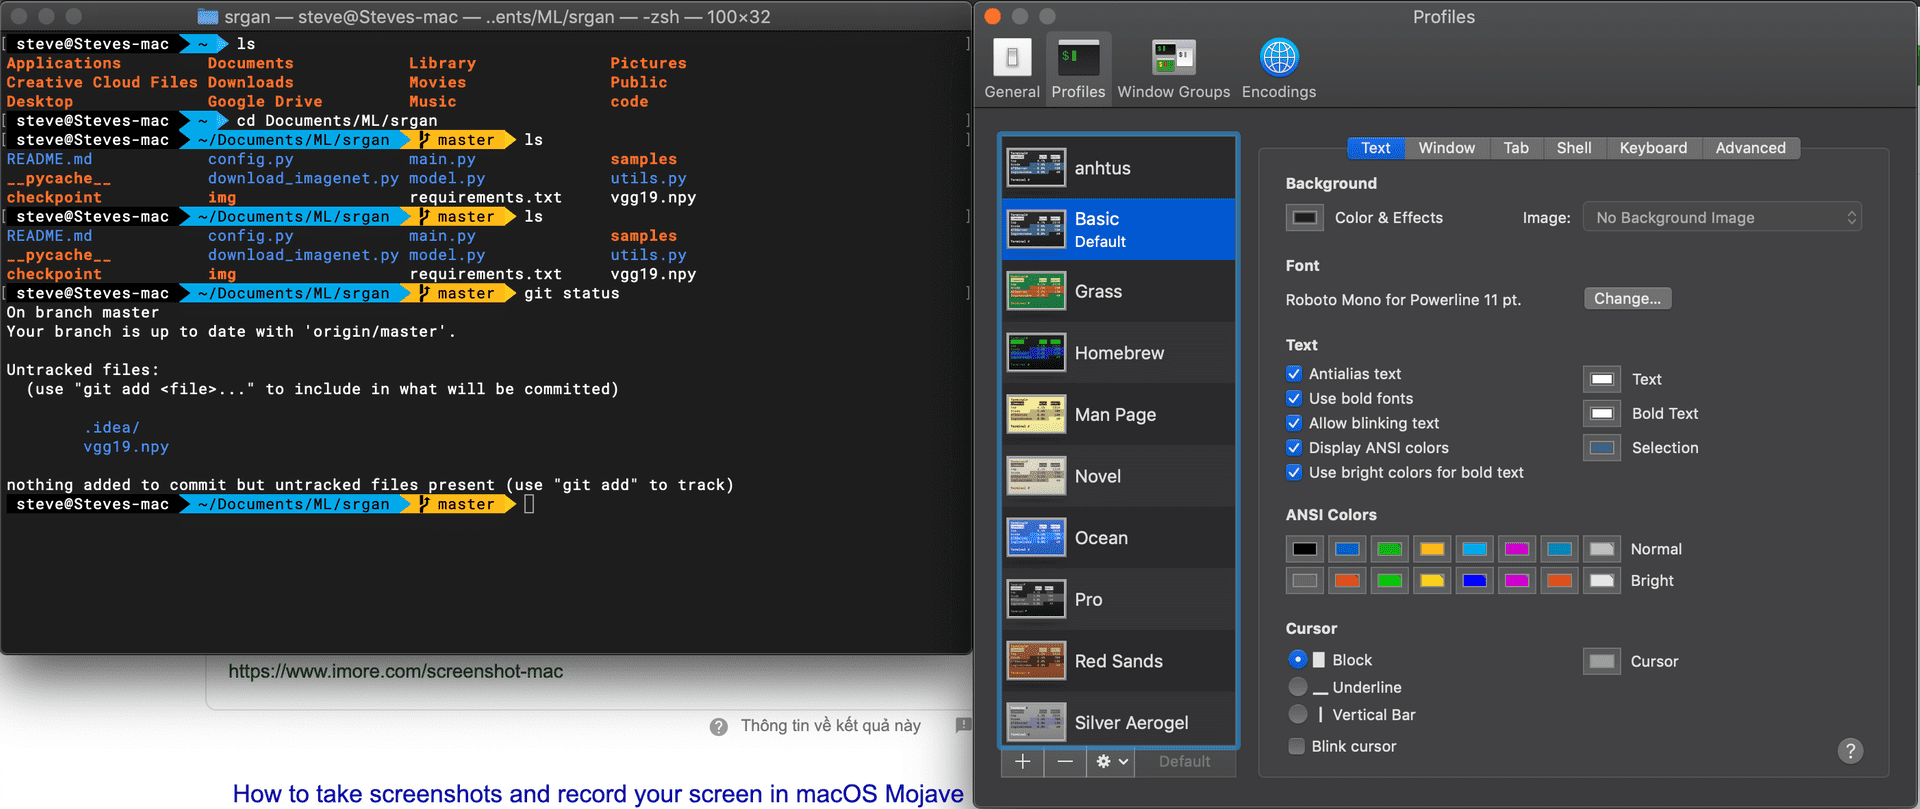 srgan — steve@Steves-mac — ..ents/ML/srgan — -zsh — 100×32
steve@Steves-mac ~ ls
Applications Documents Library Pictures
Creative Cloud Files Downloads Movies Public
Desktop Google Drive Music code
steve@Steves-mac ~ cd Documents/ML/srgan
steve@Steves-mac ~/Documents/ML/srgan master ls
README.md config.py main.py samples
__pycache__ download_imagenet.py model.py utils.py
checkpoint img requirements.txt vgg19.npy
steve@Steves-mac ~/Documents/ML/srgan master ls
README.md config.py main.py samples
__pycache__ download_imagenet.py model.py utils.py
checkpoint img requirements.txt vgg19.npy
steve@Steves-mac ~/Documents/ML/srgan master git status
On branch master
Your branch is up to date with 'origin/master'.
Untracked files:
(use "git add <file>..." to include in what will be committed)
.idea/
vgg19.npy
nothing added to commit but untracked files present (use "git add" to track)
steve@Steves-mac ~/Documents/ML/srgan master
https://www.imore.com/screenshot-mac
Thông tin về kết quả này
How to take screenshots and record your screen in macOS Mojave
Profiles
General Profiles Window Groups Encodings
anhtus
Basic
Default
Grass
Homebrew
Man Page
Novel
Ocean
Pro
Red Sands
Silver Aerogel
+ − Default
Text Window Tab Shell Keyboard Advanced
Background
Color & Effects Image: No Background Image
Font
Roboto Mono for Powerline 11 pt. Change...
Text
Antialias text Text
Use bold fonts
Bold Text
Allow blinking text
Display ANSI colors Selection
Use bright colors for bold text
ANSI Colors
Normal
Bright
Cursor
Block Cursor
Underline
Vertical Bar
Blink cursor
?